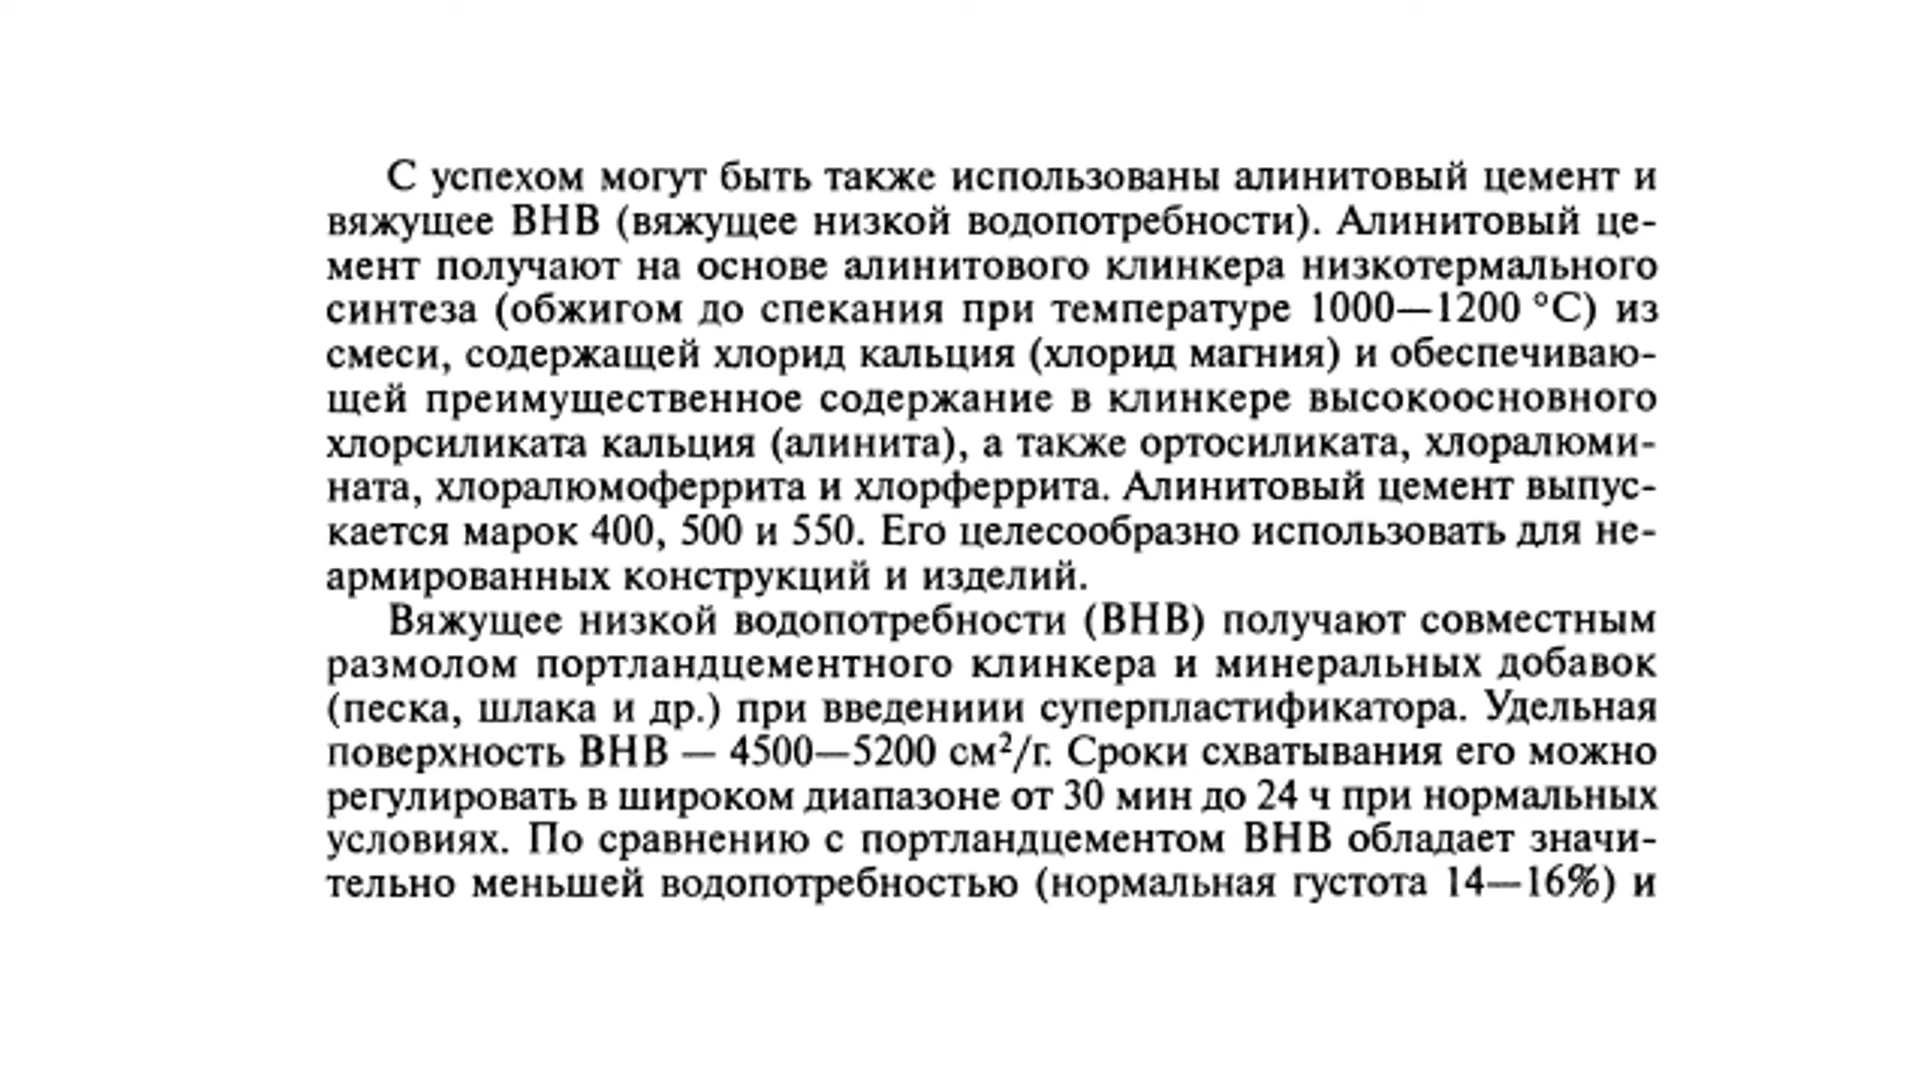 С успехом могут быть также использованы алинитовый цемент и
вяжущее ВНВ (вяжущее низкой водопотребности). Алинитовый це-
мент получают на основе алинитового клинкера низкотермального
синтеза (обжигом до спекания при температуре 1000—1200 °С) из
смеси, содержащей хлорид кальция (хлорид магния) и обеспечиваю-
щей преимущественное содержание в клинкере высокоосновного
хлорсиликата кальция (алинита), а также ортосиликата, хлоралюми-
ната, хлоралюмоферрита и хлорферрита. Алинитовый цемент выпус-
кается марок 400, 500 и 550. Его целесообразно использовать для не-
армированных конструкций и изделий.
Вяжущее низкой водопотребности (ВНВ) получают совместным
размолом портландцементного клинкера и минеральных добавок
(песка, шлака и др.) при введениии суперпластификатора. Удельная
поверхность ВНВ — 4500—5200 см²/г. Сроки схватывания его можно
регулировать в широком диапазоне от 30 мин до 24 ч при нормальных
условиях. По сравнению с портландцементом ВНВ обладает значи-
тельно меньшей водопотребностью (нормальная густота 14—16%) и